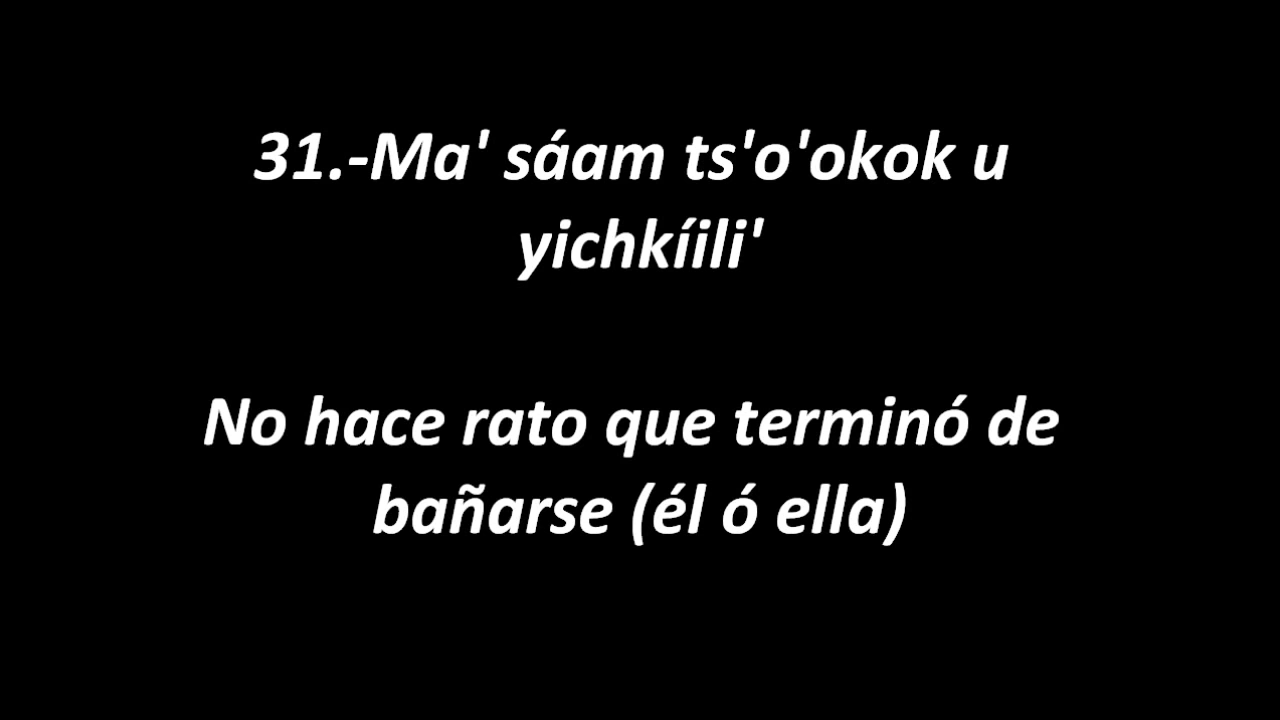 31.-Ma' sáam ts'o'okok u
yichkíili'
No hace rato que terminó de
bañarse (él ó ella)